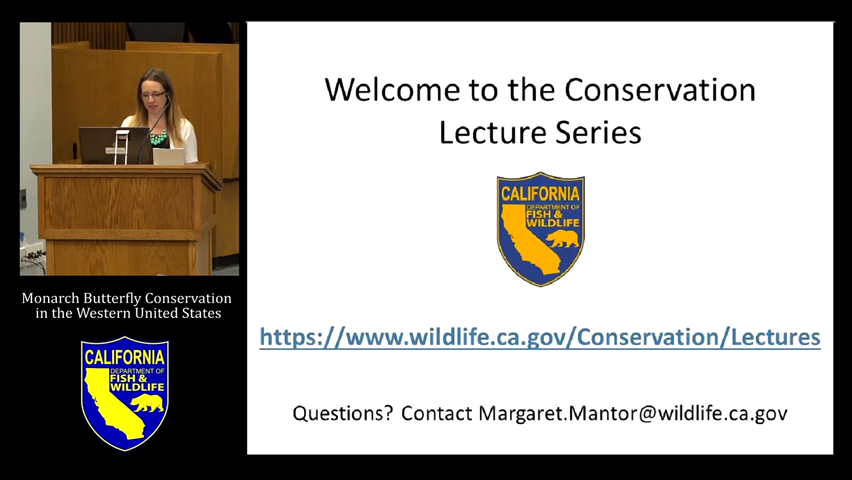 Welcome to the Conservation
Lecture Series
CALIFORNIA
DEPARTMENT OF
FISH &
WILDLIFE
https://www.wildlife.ca.gov/Conservation/Lectures
Questions? Contact Margaret.Mantor@wildlife.ca.gov
Monarch Butterfly Conservation
in the Western United States
CALIFORNIA
DEPARTMENT OF
FISH &
WILDLIFE